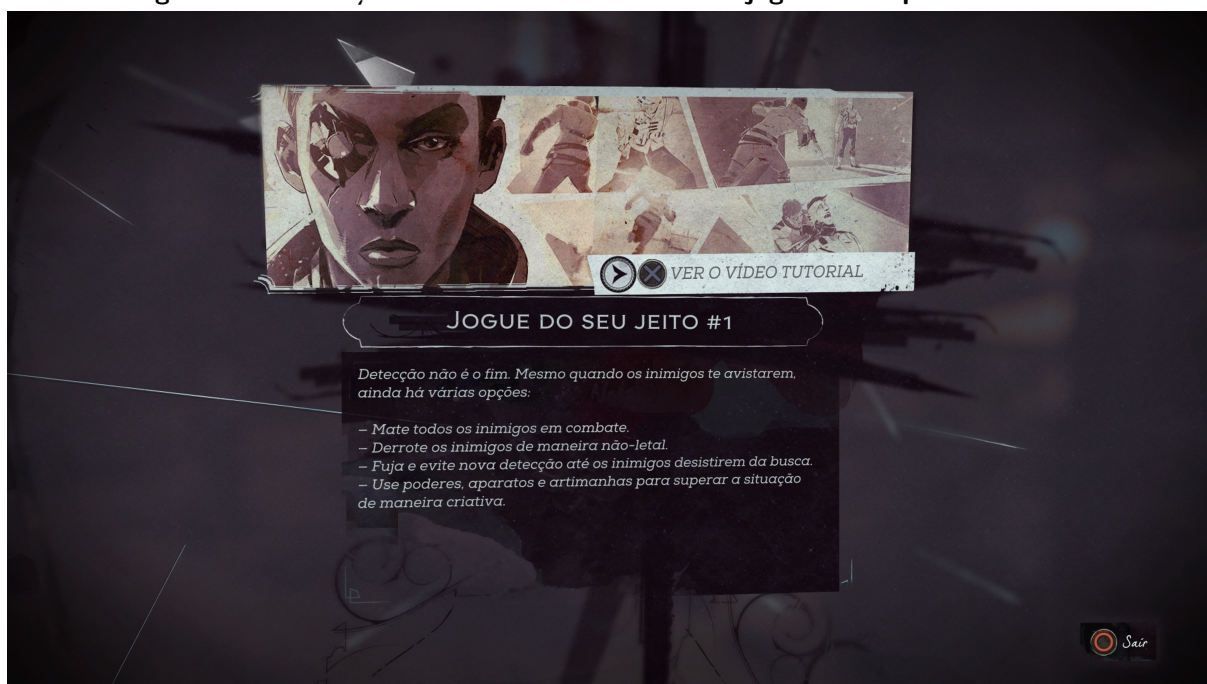 VER O VÍDEO TUTORIAL
JOGUE DO SEU JEITO #1
Detecção não é o fim. Mesmo quando os inimigos te avistarem,
ainda há várias opções:
– Mate todos os inimigos em combate.
– Derrote os inimigos de maneira não-letal.
– Fuja e evite nova detecção até os inimigos desistirem da busca.
– Use poderes, aparatos e artimanhas para superar a situação
de maneira criativa.
Sair